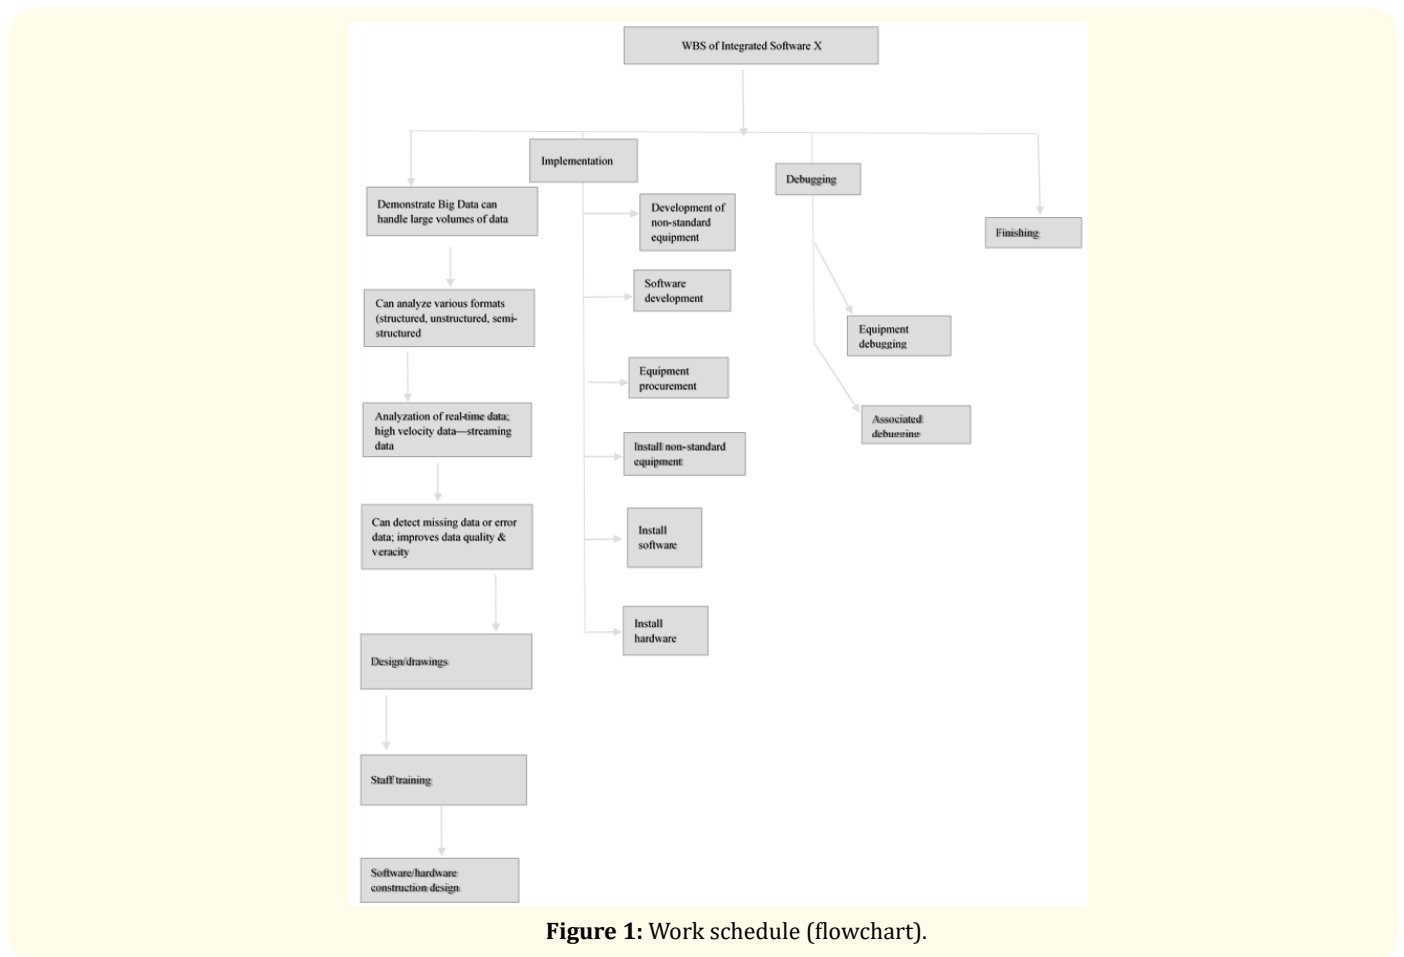 WBS of Integrated Software X
Demonstrate Big Data can
handle large volumes of data
Can analyze various formats
(structured, unstructured, semi-
structured
Analyzation of real-time data;
high velocity data—streaming
data
Can detect missing data or error
data; improves data quality &
veracity
Design/drawings
Staff training
Software/hardware
construction design
Implementation
Development of
non-standard
equipment
Software
development
Equipment
procurement
Install non-standard
equipment
Install
software
Install
hardware
Debugging
Equipment
debugging
Associated
debugging
Finishing
Figure 1: Work schedule (flowchart).